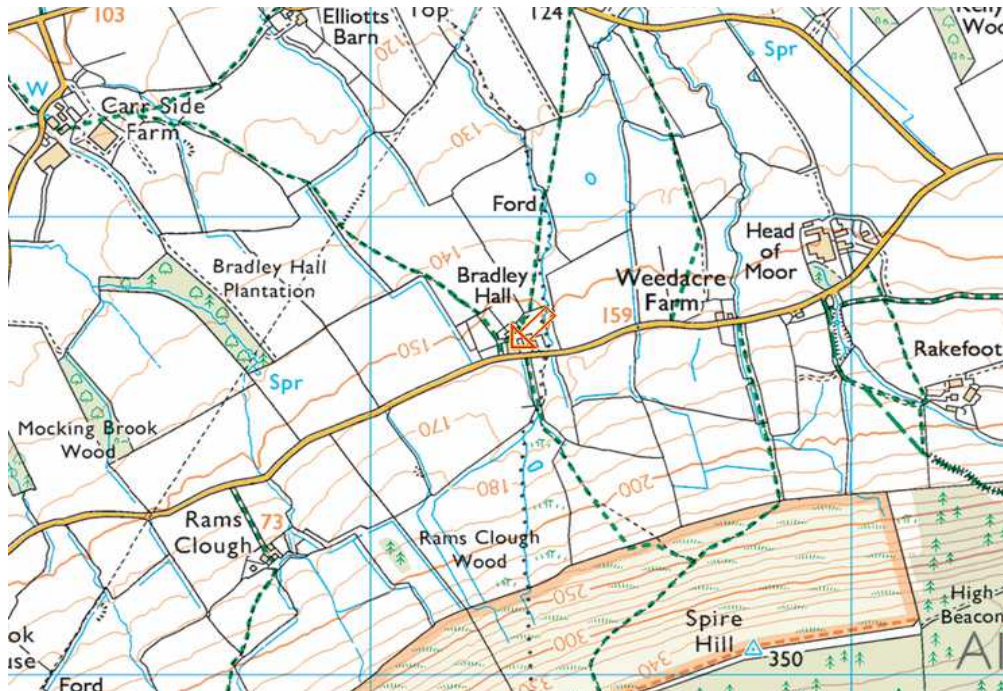 103
Elliotts
Barn
Top
120
124
Spr
Wood
W
Carr Side
Farm
130
Ford
Head
of
Moor
140
Bradley Hall
Plantation
Bradley
Hall
Weedacre
Farm
159
150
Spr
Rakefoot
Mocking Brook
Wood
170
180
200
Rams
Clough
73
Rams Clough
Wood
250
High
Beacon
300
Spire
Hill
350
340
Ford